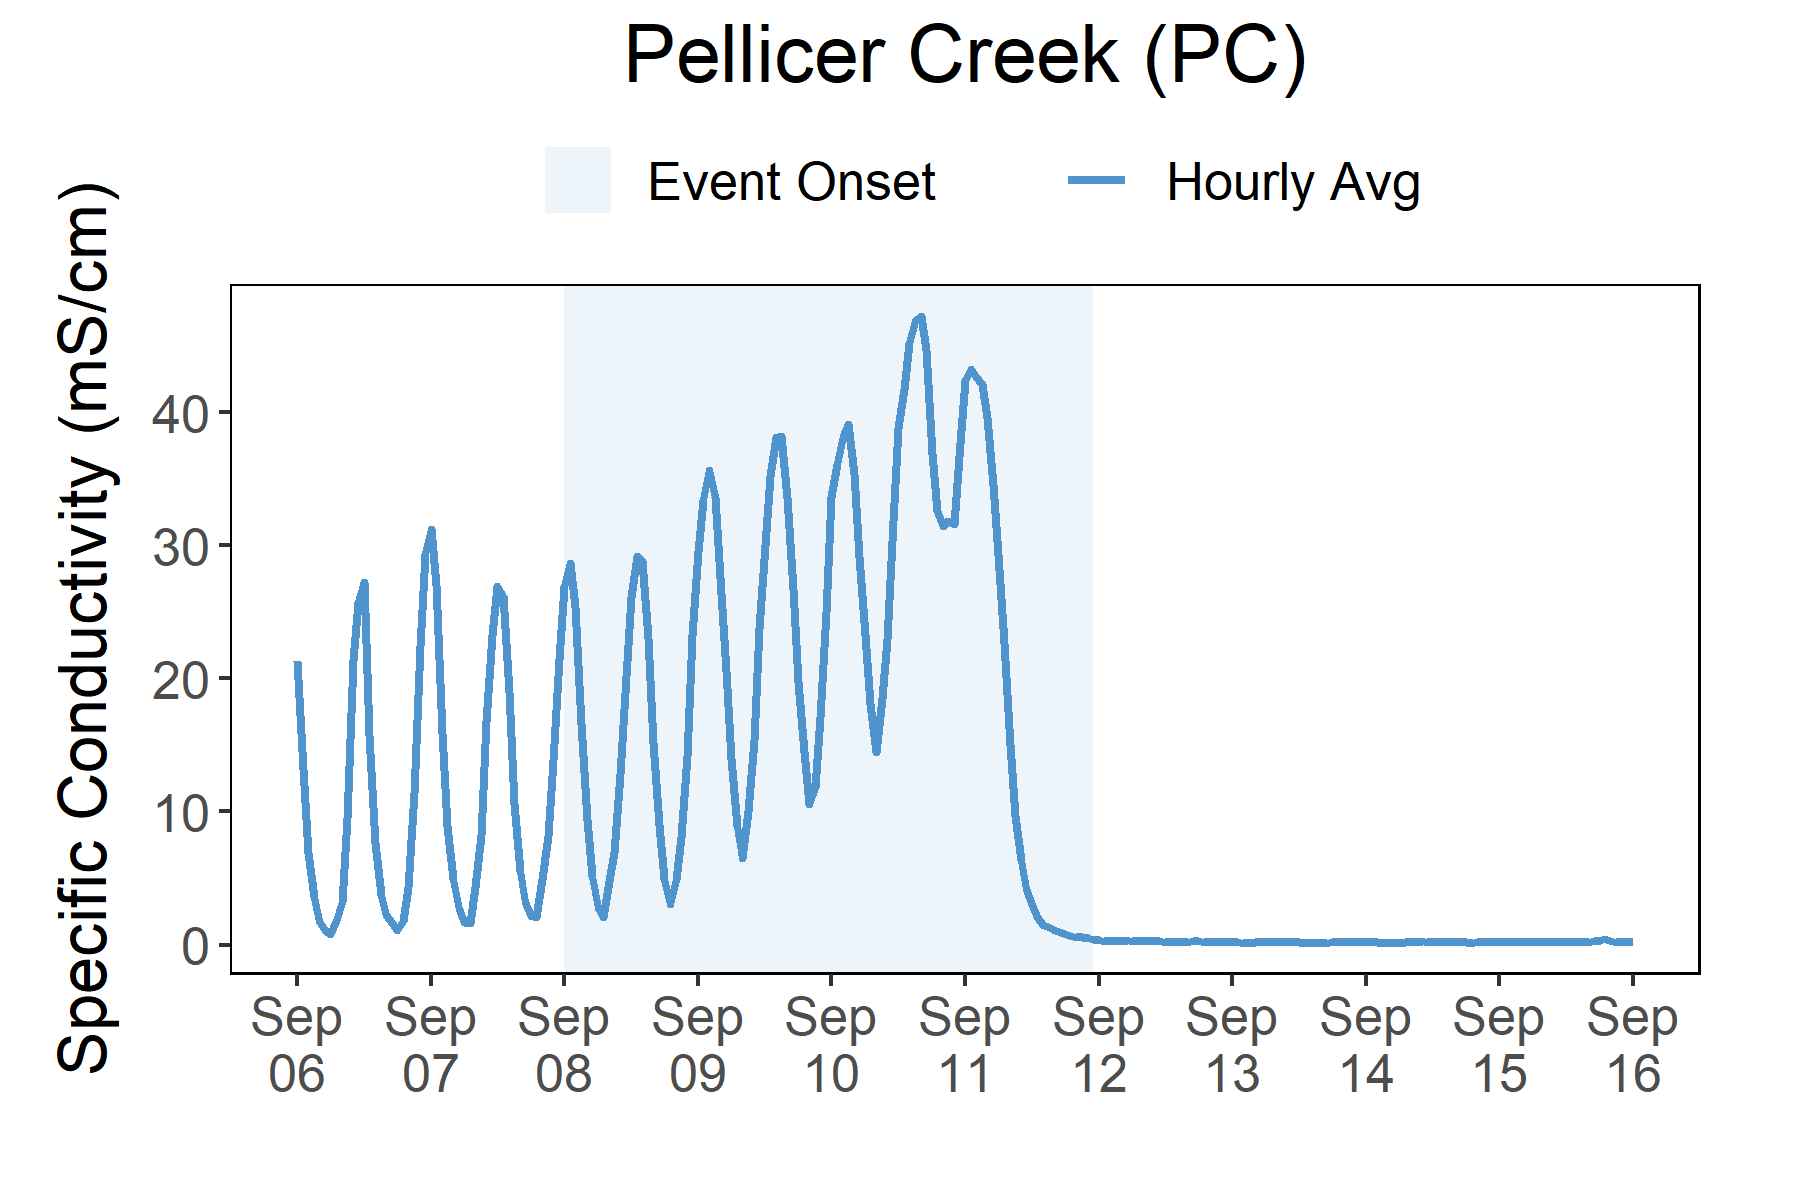 Pellicer Creek (PC)
Event Onset
Hourly Avg
Specific Conductivity (mS/cm)
40
30
20
10
0
Sep 06
Sep 07
Sep 08
Sep 09
Sep 10
Sep 11
Sep 12
Sep 13
Sep 14
Sep 15
Sep 16